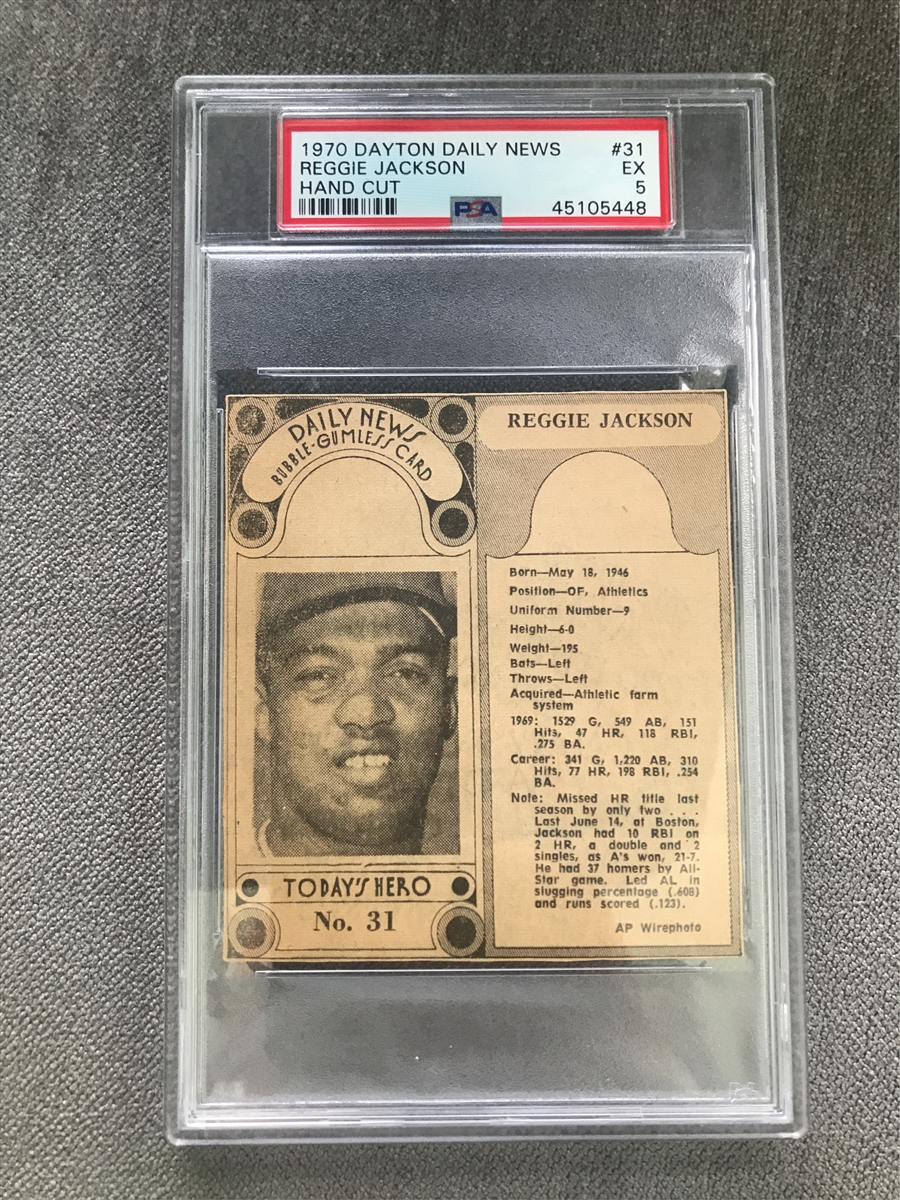 1970 DAYTON DAILY NEWS #31
REGGIE JACKSON EX
HAND CUT 5
PSA 45105448
DAILY NEWS
BUBBLE-GUMLESS CARD
TODAY'S HERO
No. 31
REGGIE JACKSON
Born—May 18, 1946
Position—OF, Athletics
Uniform Number—9
Height—6-0
Weight—195
Bats—Left
Throws—Left
Acquired—Athletic farm
system
1969: 1529 G, 549 AB, 151
Hits, 47 HR, 118 RBI,
.275 BA.
Career: 341 G, 1,220 AB, 310
Hits, 77 HR, 198 RBI, .254
BA.
Note: Missed HR title last
season by only two . . .
Last June 14, at Boston,
Jackson had 10 RBI on
2 HR, a double and 2
singles, as A's won, 21-7.
He had 37 homers by All-
Star game. Led AL in
slugging percentage (.608)
and runs scored (.123).
AP Wirephoto